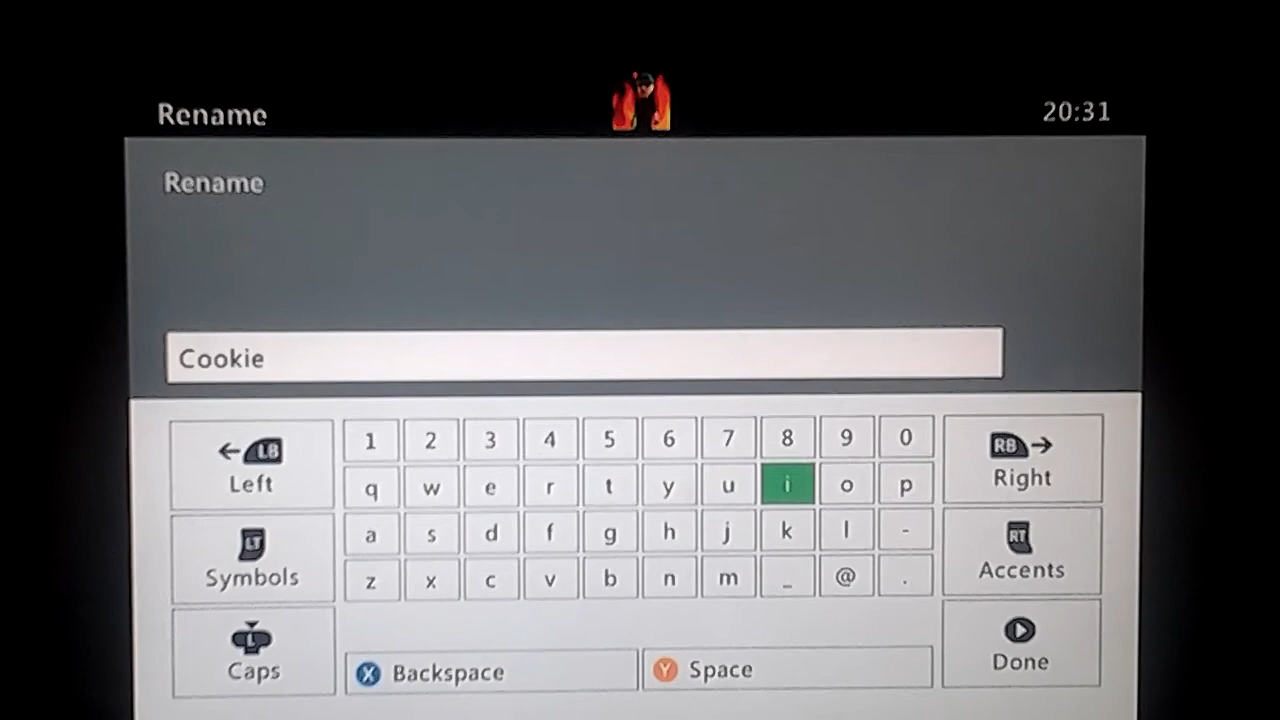 Rename
20:31
Rename
Cookie
LB
Left
1 2 3 4 5 6 7 8 9 0
RB
Right
q w e r t y u i o p
LT
Symbols
a s d f g h j k l -
RT
Accents
z x c v b n m _ @ .
L
Caps
X Backspace
Y Space
Done